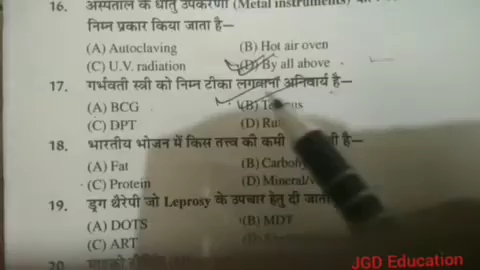 16. अस्पताल के धातु उपकरणों (Metal instruments)
निम्न प्रकार किया जाता है—
(A) Autoclaving (B) Hot air oven
(C) U.V. radiation (D) By all above
17. गर्भवती स्त्री को निम्न टीका लगवाना अनिवार्य है—
(A) BCG (B)
(C) DPT (D)
18. भारतीय भोजन में किस तत्त्व की कमी है—
(A) Fat (B)
(C) Protein (D)
19. ड्रग थैरेपी जो Leprosy के उपचार हेतु दी
(A) DOTS (B) MDT
(C) ART
20.
JGD Education